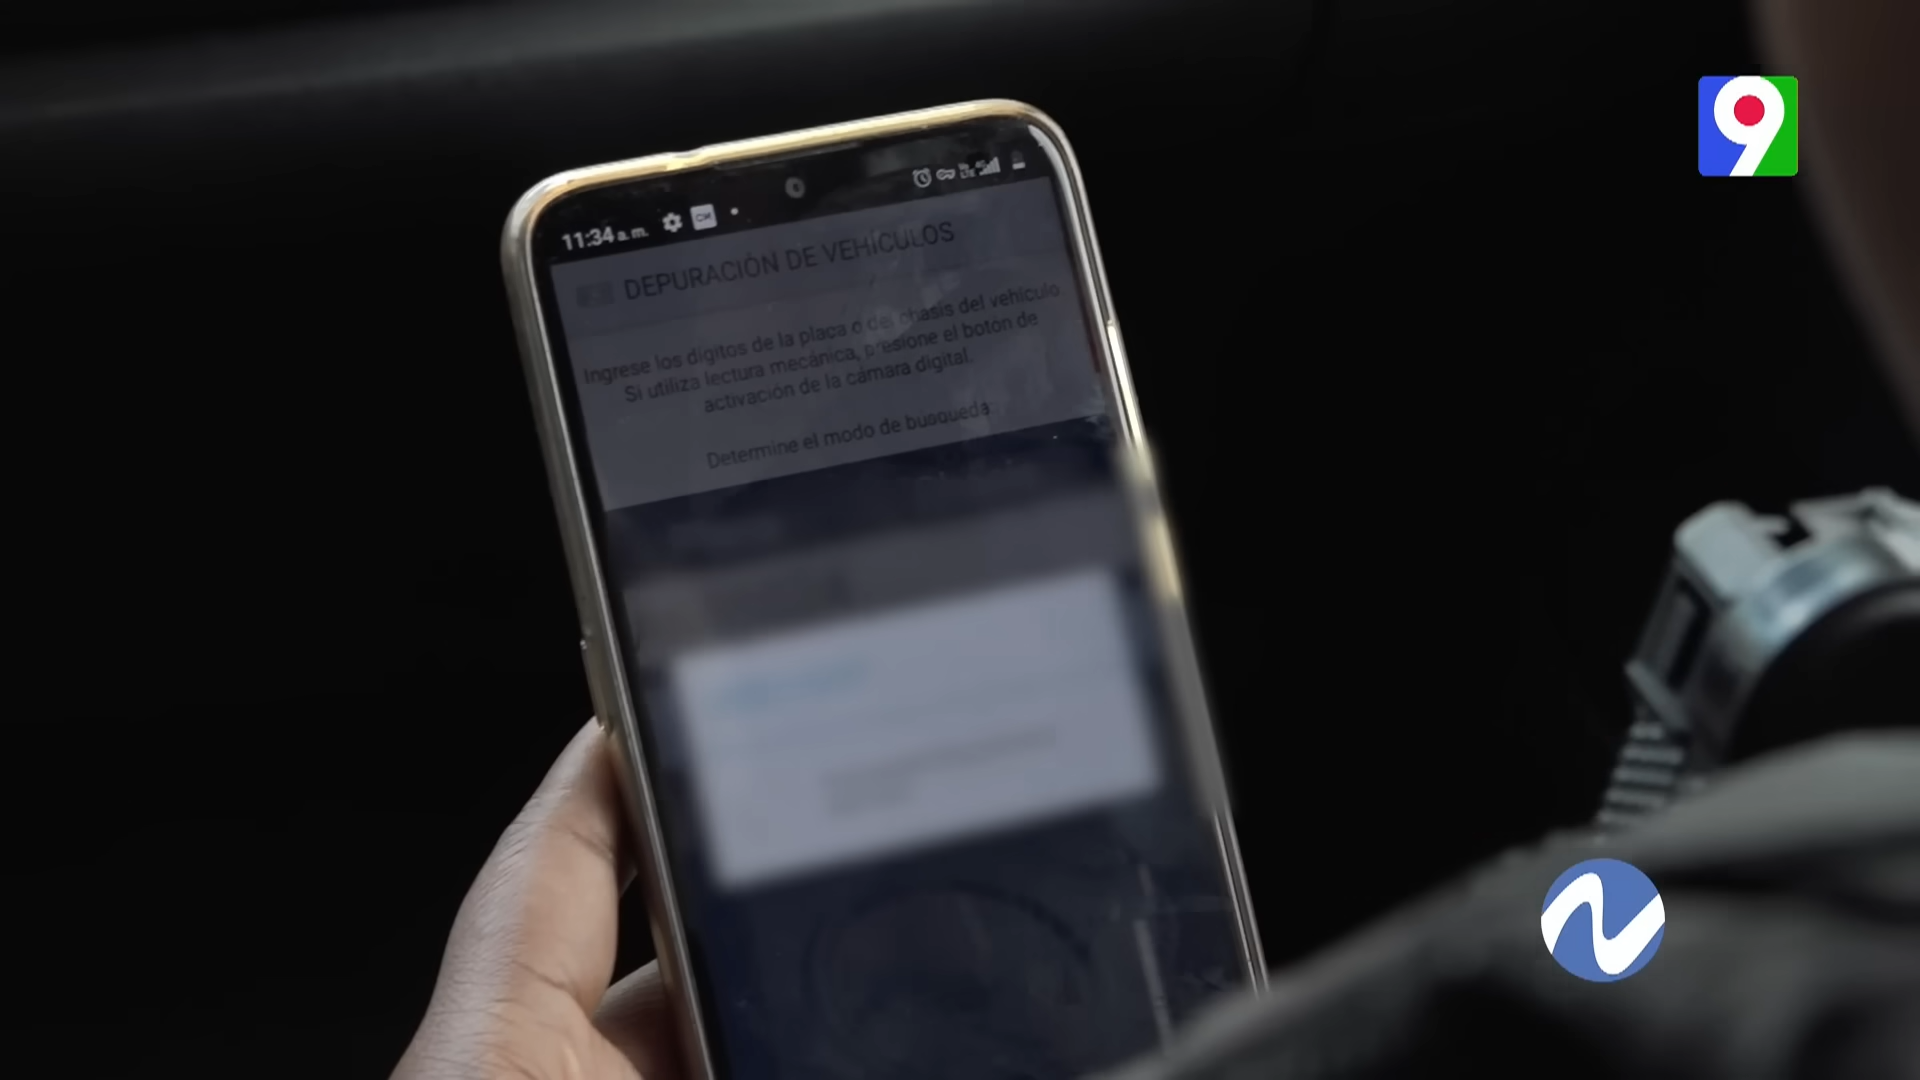 9
11:34 a. m.
DEPURACIÓN DE VEHÍCULOS
Ingrese los dígitos de la placa o del chasis del vehículo
Si utiliza lectura mecánica, presione el botón de
activación de la cámara digital.
Determine el modo de busqueda: